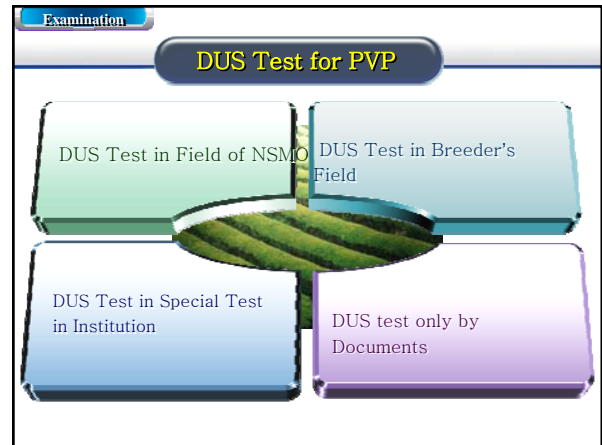 Examination
DUS Test for PVP
DUS Test in Field of NSMO
DUS Test in Breeder's
Field
DUS Test in Special Test
in Institution
DUS test only by
Documents